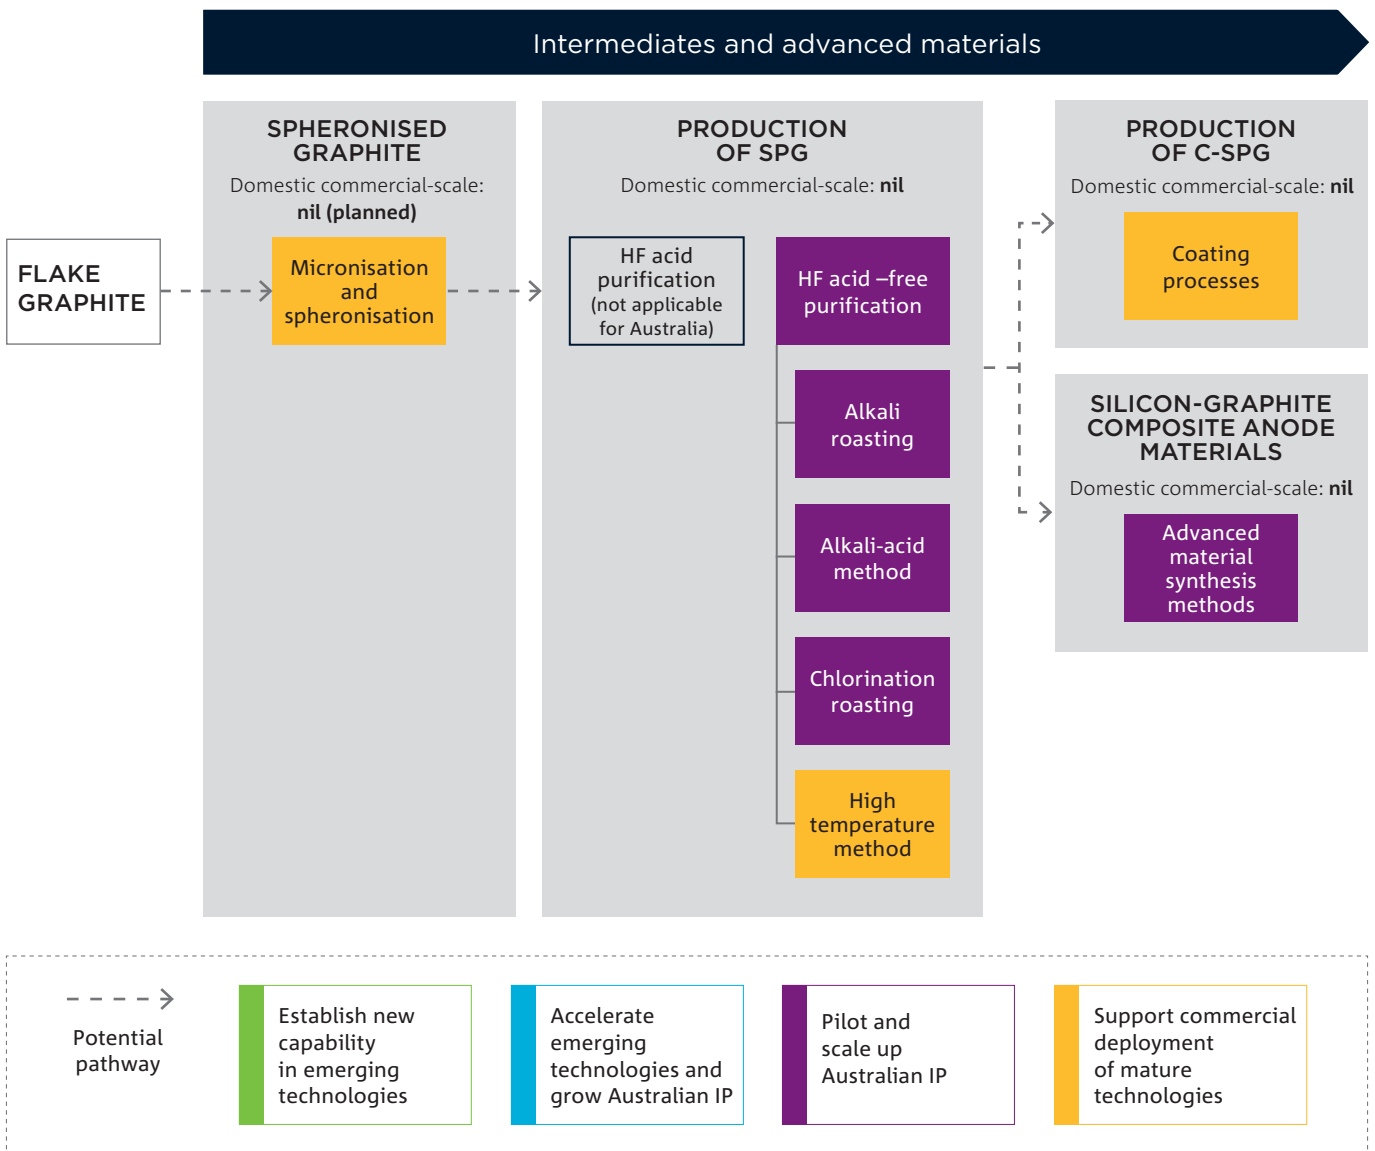 Intermediates and advanced materials
SPHERONISED
GRAPHITE
Domestic commercial-scale:
nil (planned)
PRODUCTION
OF SPG
Domestic commercial-scale: nil
PRODUCTION
OF C-SPG
Domestic commercial-scale: nil
FLAKE
GRAPHITE
Micronisation
and
spheronisation
HF acid
purification
(not applicable
for Australia)
HF acid –free
purification
Alkali
roasting
Alkali-acid
method
Chlorination
roasting
High
temperature
method
Coating
processes
SILICON-GRAPHITE
COMPOSITE ANODE
MATERIALS
Domestic commercial-scale: nil
Advanced
material
synthesis
methods
Potential
pathway
Establish new
capability
in emerging
technologies
Accelerate
emerging
technologies and
grow Australian IP
Pilot and
scale up
Australian IP
Support commercial
deployment
of mature
technologies